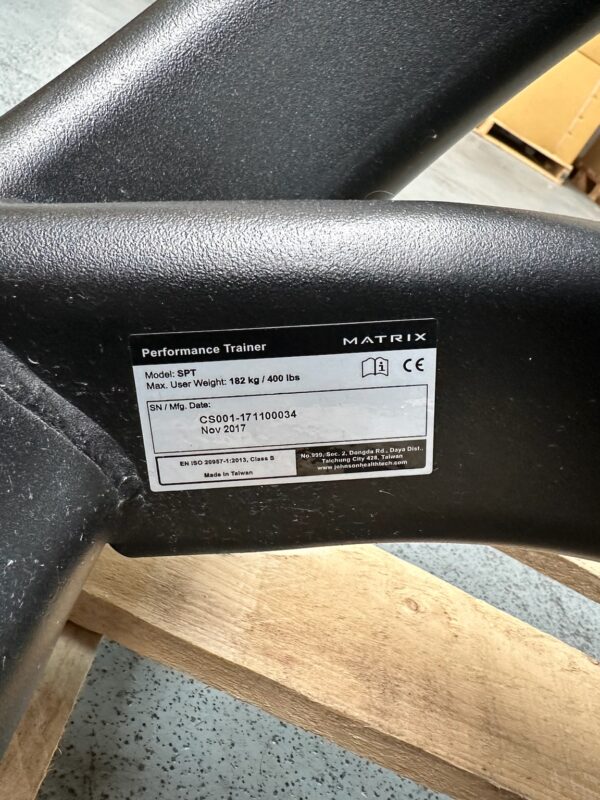 Performance Trainer MATRIX
Model: SPT
Max. User Weight: 182 kg / 400 lbs
SN / Mfg. Date:
CS001-171100034
Nov 2017
EN ISO 20957-1:2013, Class S
Made in Taiwan
No.999, Sec. 2, Dongda Rd., Daya Dist.,
Taichung City 428, Taiwan
www.johnsonhealthtech.com
CE